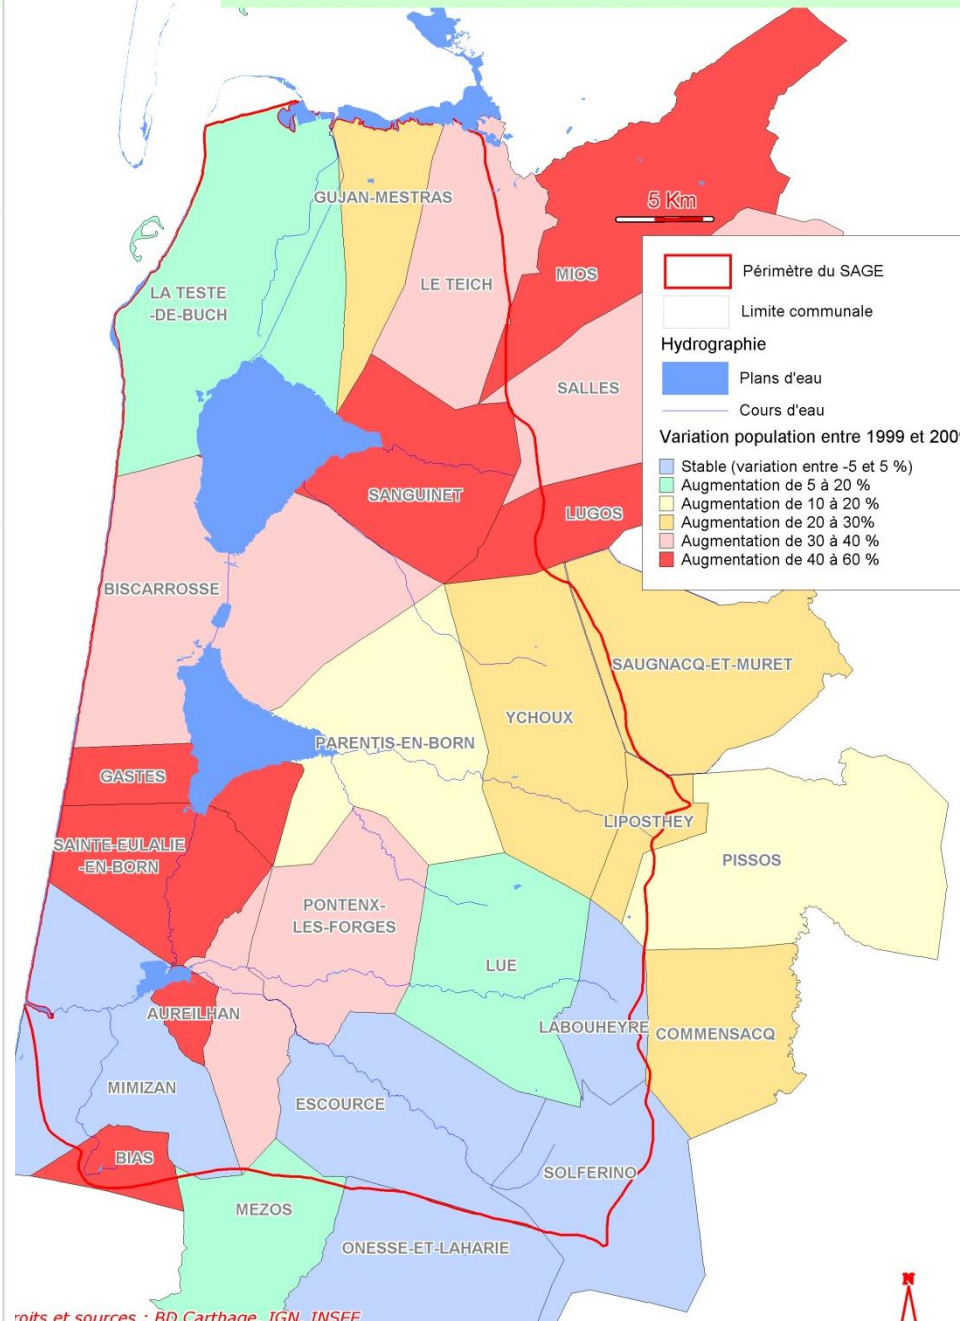 GUJAN-MESTRAS
5 Km
LE TEICH
MIOS
LA TESTE
-DE-BUCH
SALLES
SANGUINET
LUGOS
BISCARROSSE
SAUGNACQ-ET-MURET
YCHOUX
PARENTIS-EN-BORN
GASTES
LIPOSTHEY
SAINTE-EULALIE
-EN-BORN
PISSOS
PONTENX-
LES-FORGES
LUE
AUREILHAN
LABOUHEYRE
COMMENSACQ
MIMIZAN
ESCOURCE
BIAS
SOLFERINO
MEZOS
ONESSE-ET-LAHARIE
Périmètre du SAGE
Limite communale
Hydrographie
Plans d'eau
Cours d'eau
Variation population entre 1999 et 2009
Stable (variation entre -5 et 5 %)
Augmentation de 5 à 20 %
Augmentation de 10 à 20 %
Augmentation de 20 à 30%
Augmentation de 30 à 40 %
Augmentation de 40 à 60 %
N
roits et sources : BD Carthage, IGN, INSEE